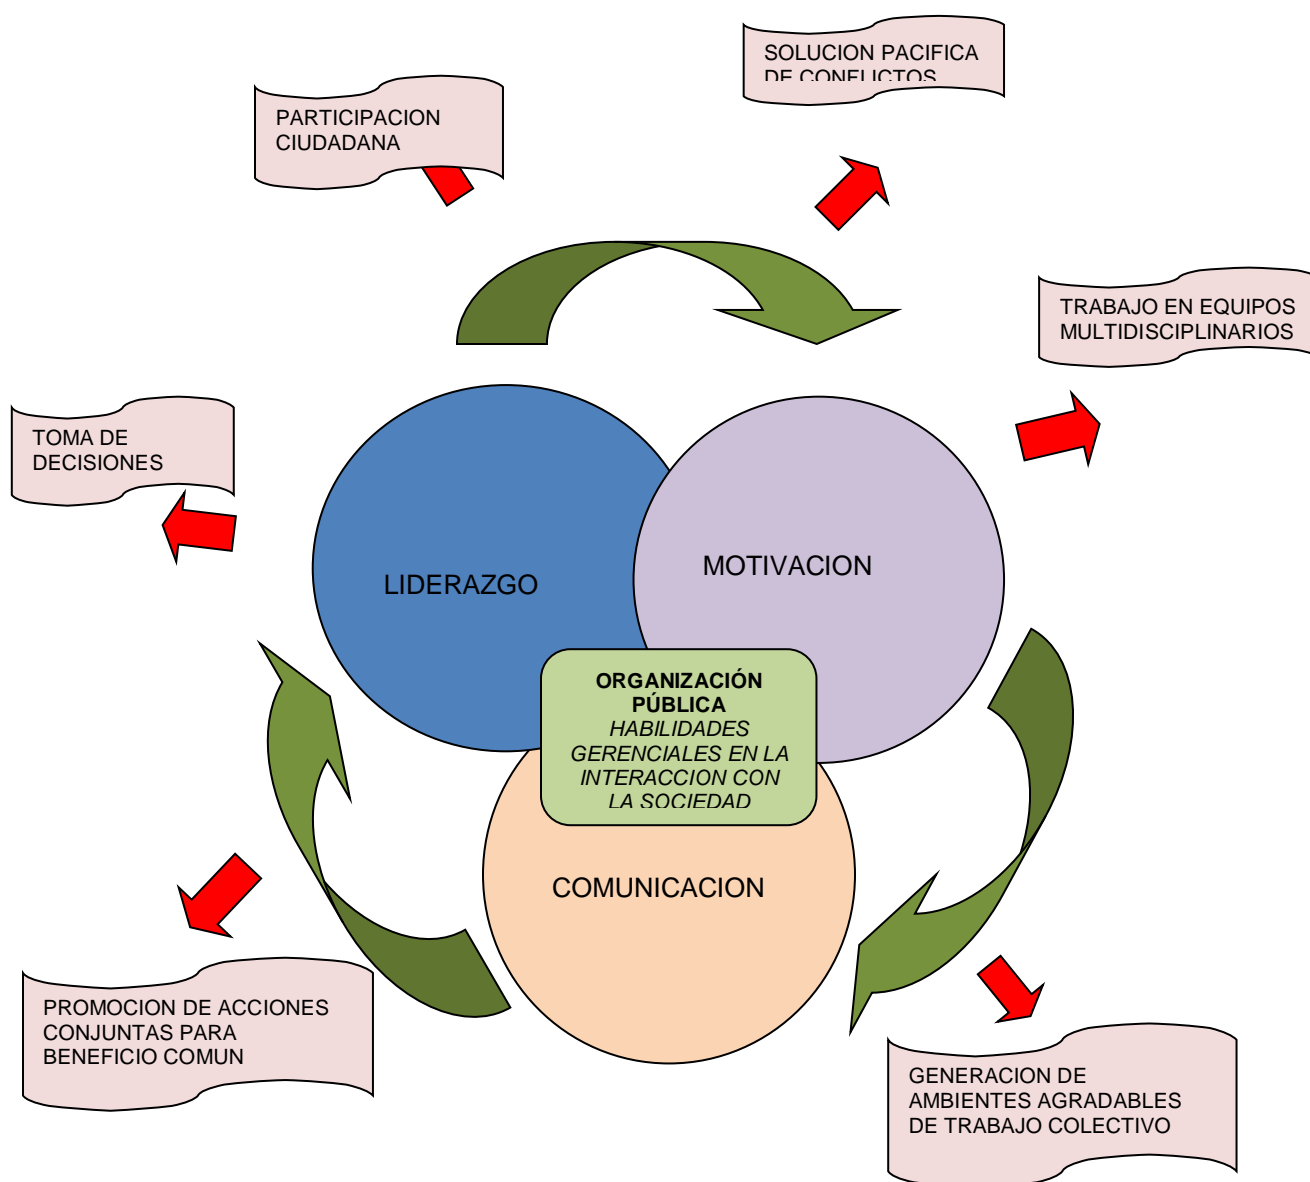 SOLUCION PACIFICA
DE CONFLICTOS
PARTICIPACION
CIUDADANA
TRABAJO EN EQUIPOS
MULTIDISCIPLINARIOS
TOMA DE
DECISIONES
LIDERAZGO
MOTIVACION
ORGANIZACIÓN
PÚBLICA
HABILIDADES
GERENCIALES EN LA
INTERACCION CON
LA SOCIEDAD
COMUNICACION
PROMOCION DE ACCIONES
CONJUNTAS PARA
BENEFICIO COMUN
GENERACION DE
AMBIENTES AGRADABLES
DE TRABAJO COLECTIVO